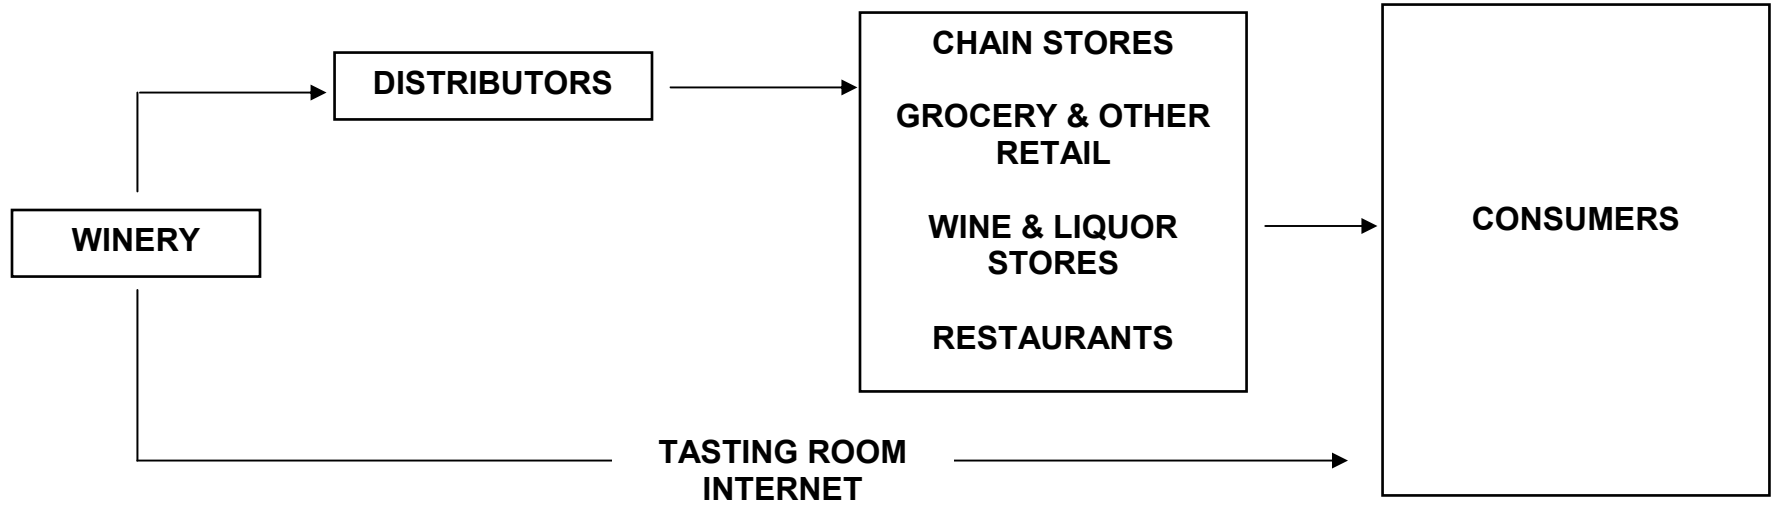 WINERY
DISTRIBUTORS
CHAIN STORES
GROCERY & OTHER
RETAIL
WINE & LIQUOR
STORES
RESTAURANTS
CONSUMERS
TASTING ROOM
INTERNET